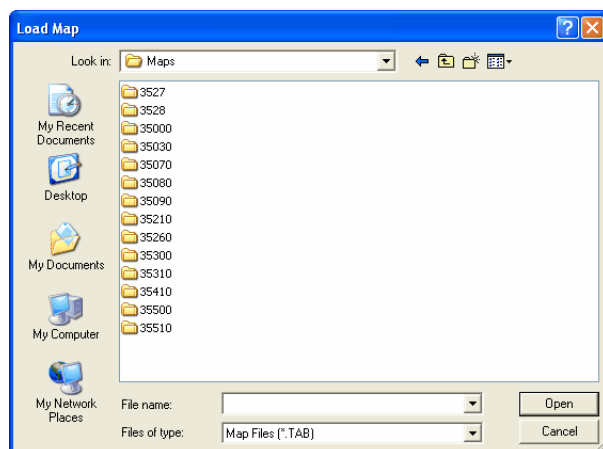 Load Map
Look in:
Maps
3527
3528
35000
35030
35070
35080
35090
35210
35260
35300
35310
35410
35500
35510
My Recent
Documents
Desktop
My Documents
My Computer
My Network
Places
File name:
Open
Files of type:
Map Files (*.TAB)
Cancel